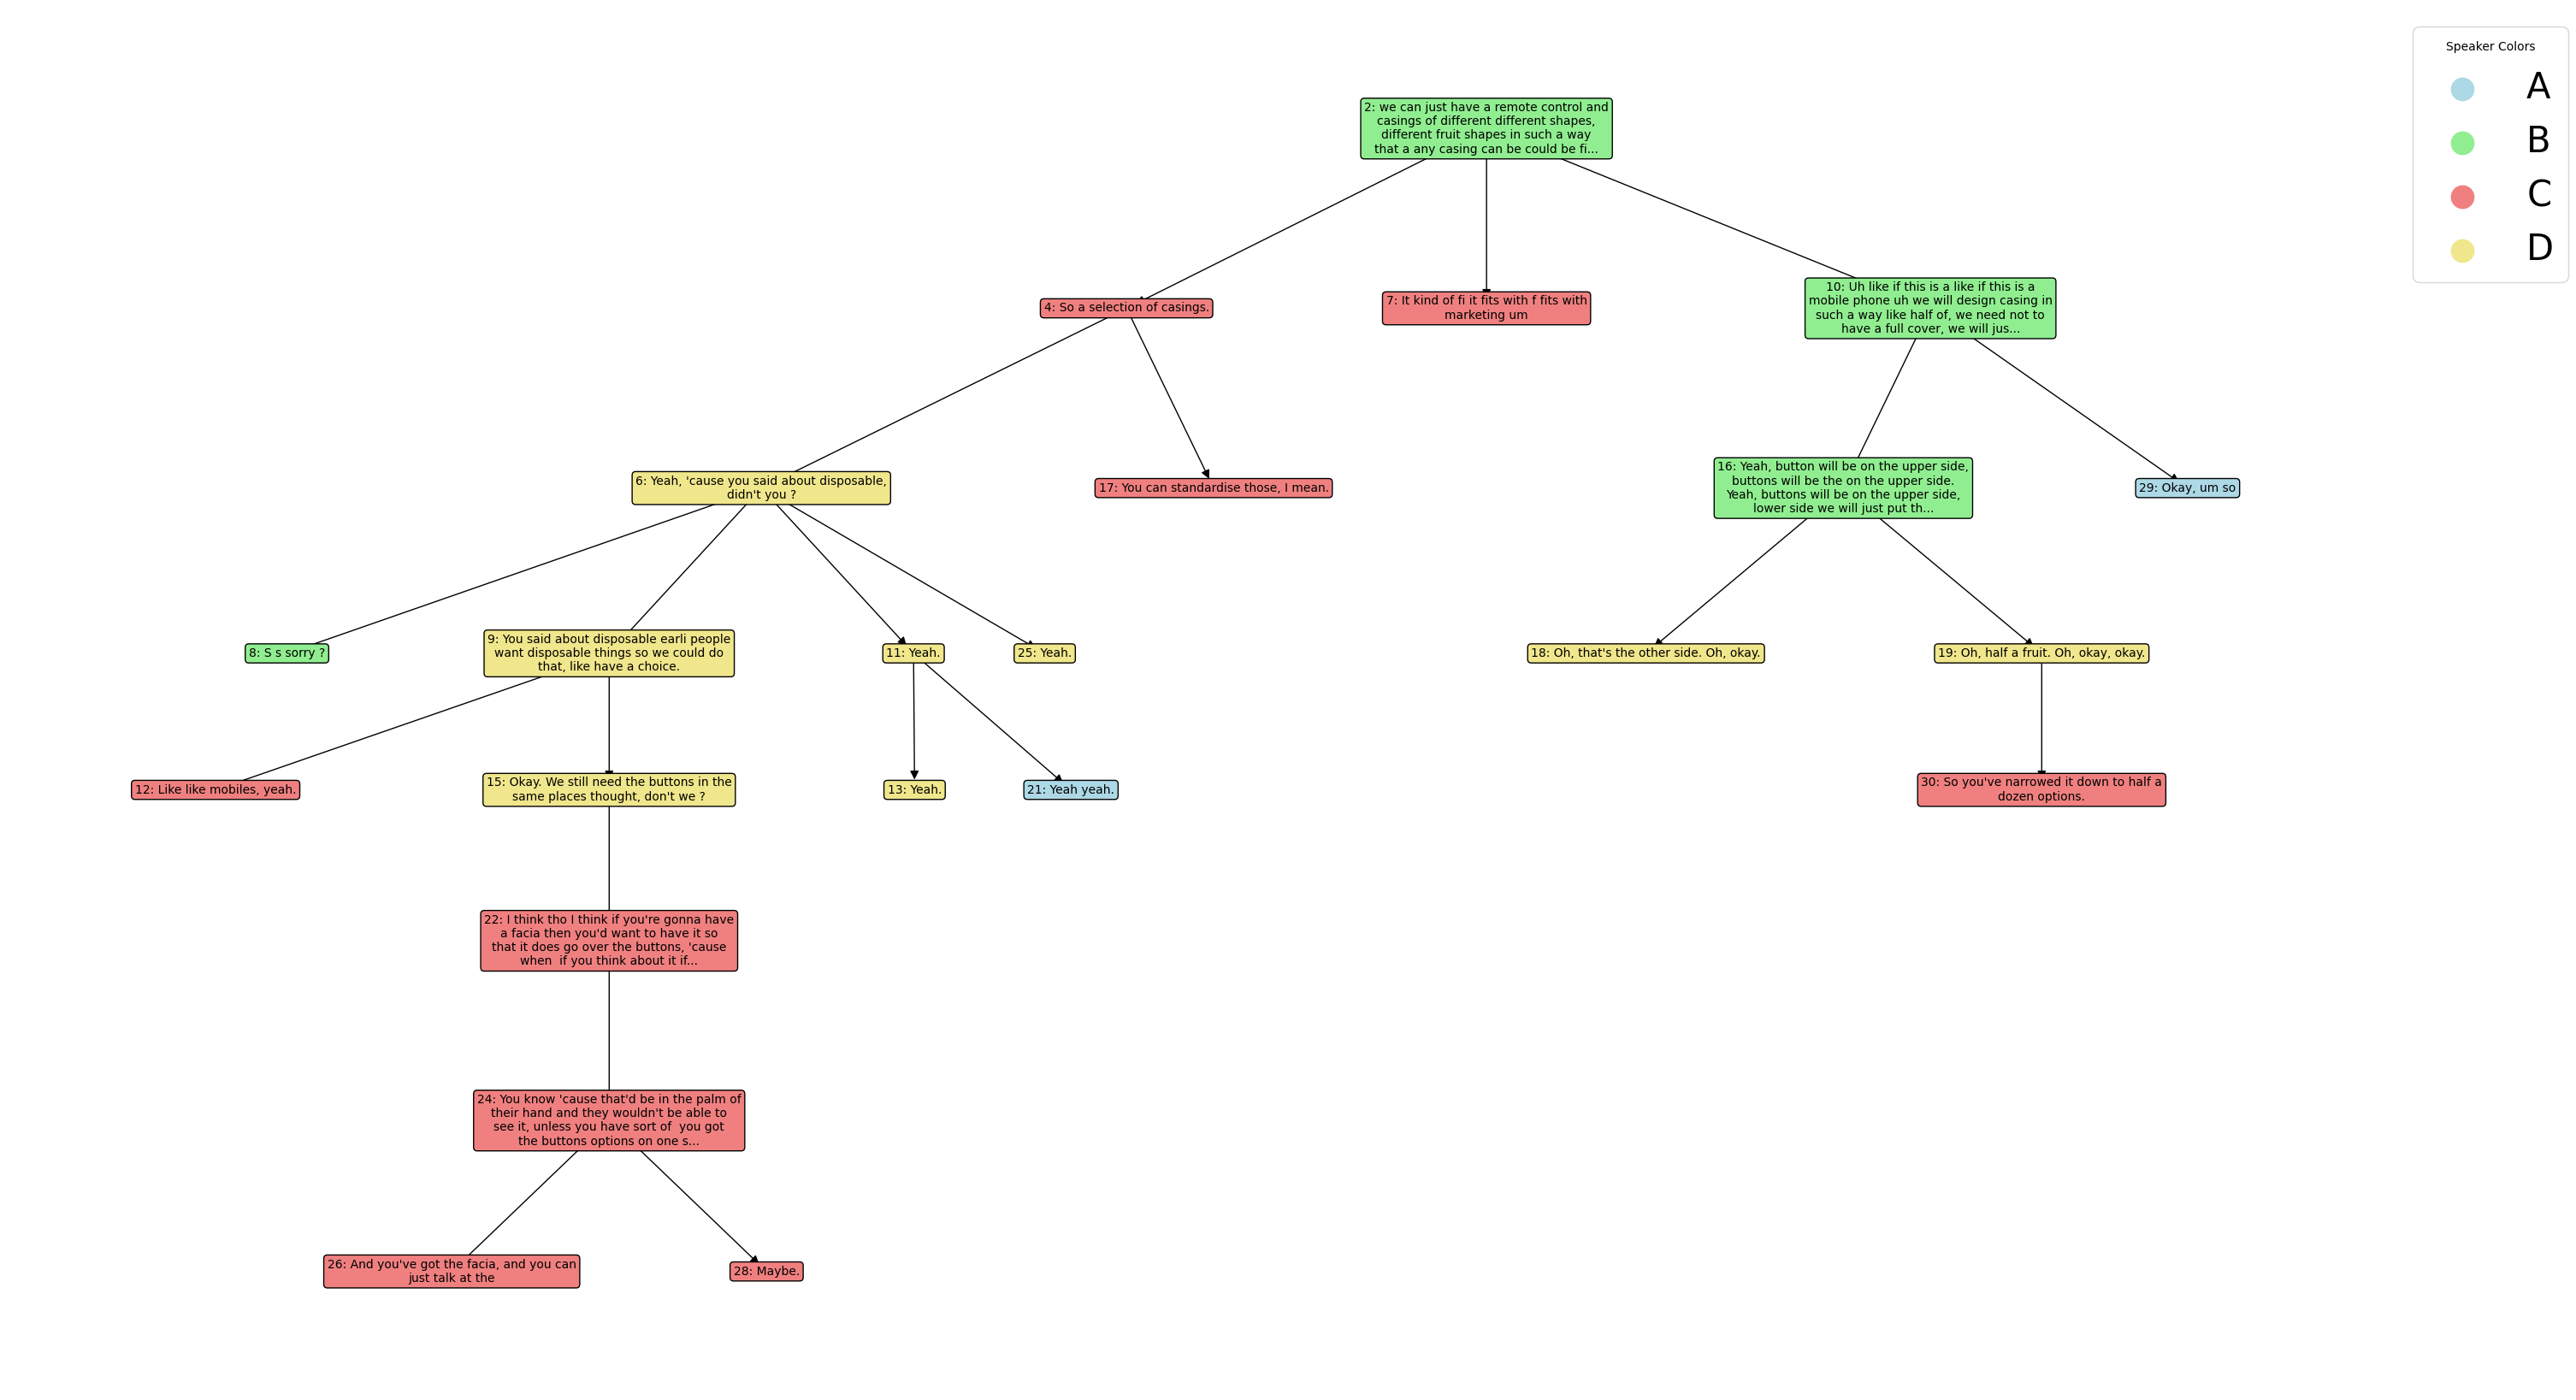 Speaker Colors
A
B
C
D
2: we can just have a remote control and
casings of different different shapes,
different fruit shapes in such a way
that a any casing can be could be fi...
4: So a selection of casings.
7: It kind of fi it fits with f fits with
marketing um
10: Uh like if this is a like if this is a
mobile phone uh we will design casing in
such a way like half of, we need not to
have a full cover, we will jus...
6: Yeah, 'cause you said about disposable,
didn't you ?
17: You can standardise those, I mean.
16: Yeah, button will be on the upper side,
buttons will be the on the upper side.
Yeah, buttons will be on the upper side,
lower side we will just put th...
29: Okay, um so
8: S s sorry ?
9: You said about disposable earli people
want disposable things so we could do
that, like have a choice.
11: Yeah.
25: Yeah.
18: Oh, that's the other side. Oh, okay.
19: Oh, half a fruit. Oh, okay, okay.
12: Like like mobiles, yeah.
15: Okay. We still need the buttons in the
same places thought, don't we ?
13: Yeah.
21: Yeah yeah.
30: So you've narrowed it down to half a
dozen options.
22: I think tho I think if you're gonna have
a facia then you'd want to have it so
that it does go over the buttons, 'cause
when  if you think about it if...
24: You know 'cause that'd be in the palm of
their hand and they wouldn't be able to
see it, unless you have sort of  you got
the buttons options on one s...
26: And you've got the facia, and you can
just talk at the
28: Maybe.